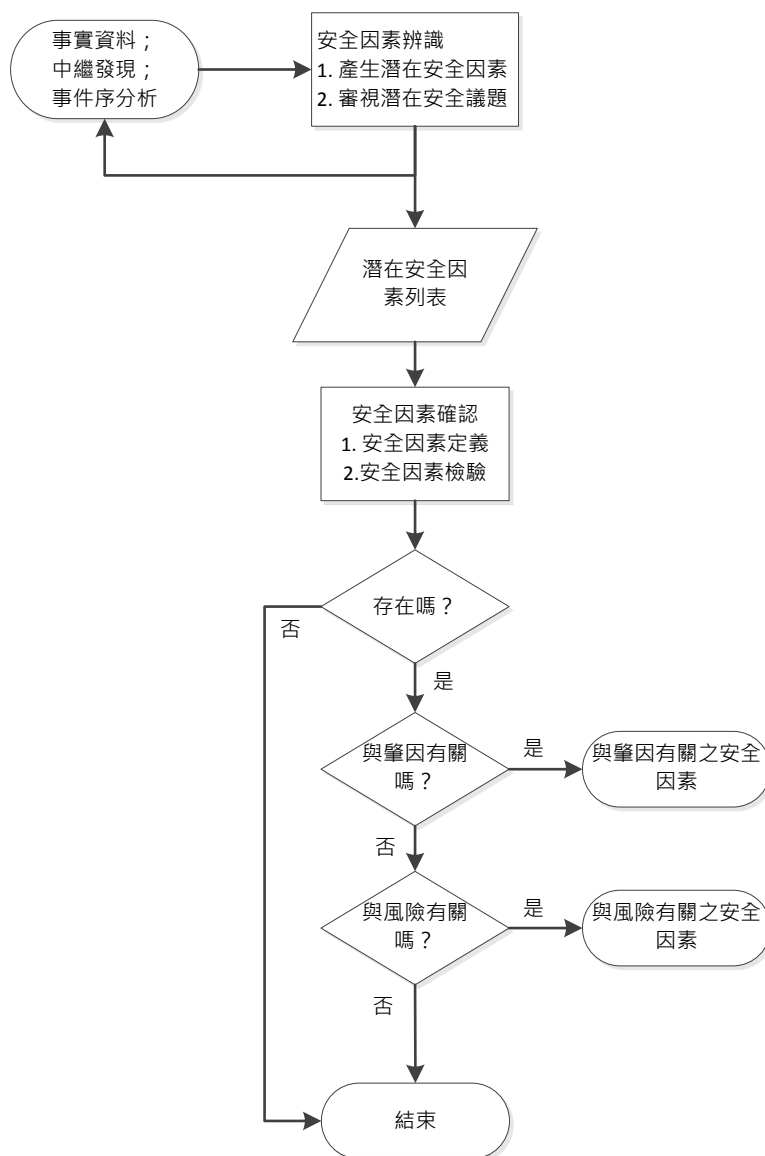 事實資料；
中繼發現；
事件序分析
安全因素辨識
1. 產生潛在安全因素
2. 審視潛在安全議題
潛在安全因
素列表
安全因素確認
1. 安全因素定義
2.安全因素檢驗
存在嗎？
否
是
與肇因有關
嗎？
是
與肇因有關之安全
因素
否
與風險有關
嗎？
是
與風險有關之安全
因素
否
結束